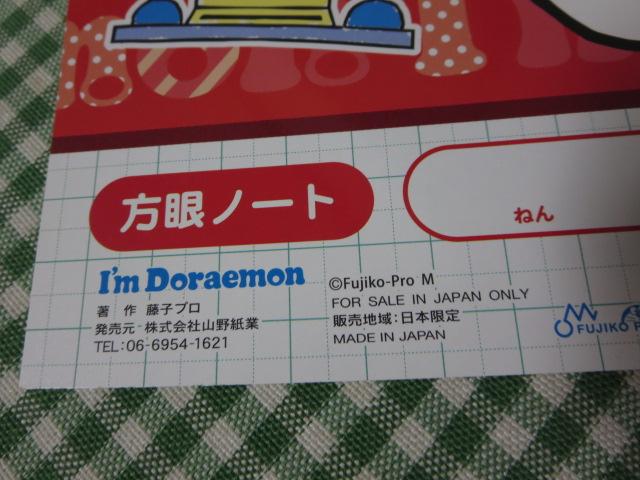 方眼ノート
ねん
I'm Doraemon
著 作 藤子プロ
発売元 株式会社山野紙業
TEL:06-6954-1621
©Fujiko-Pro M
FOR SALE IN JAPAN ONLY
販売地域:日本限定
MADE IN JAPAN
FUJIKO